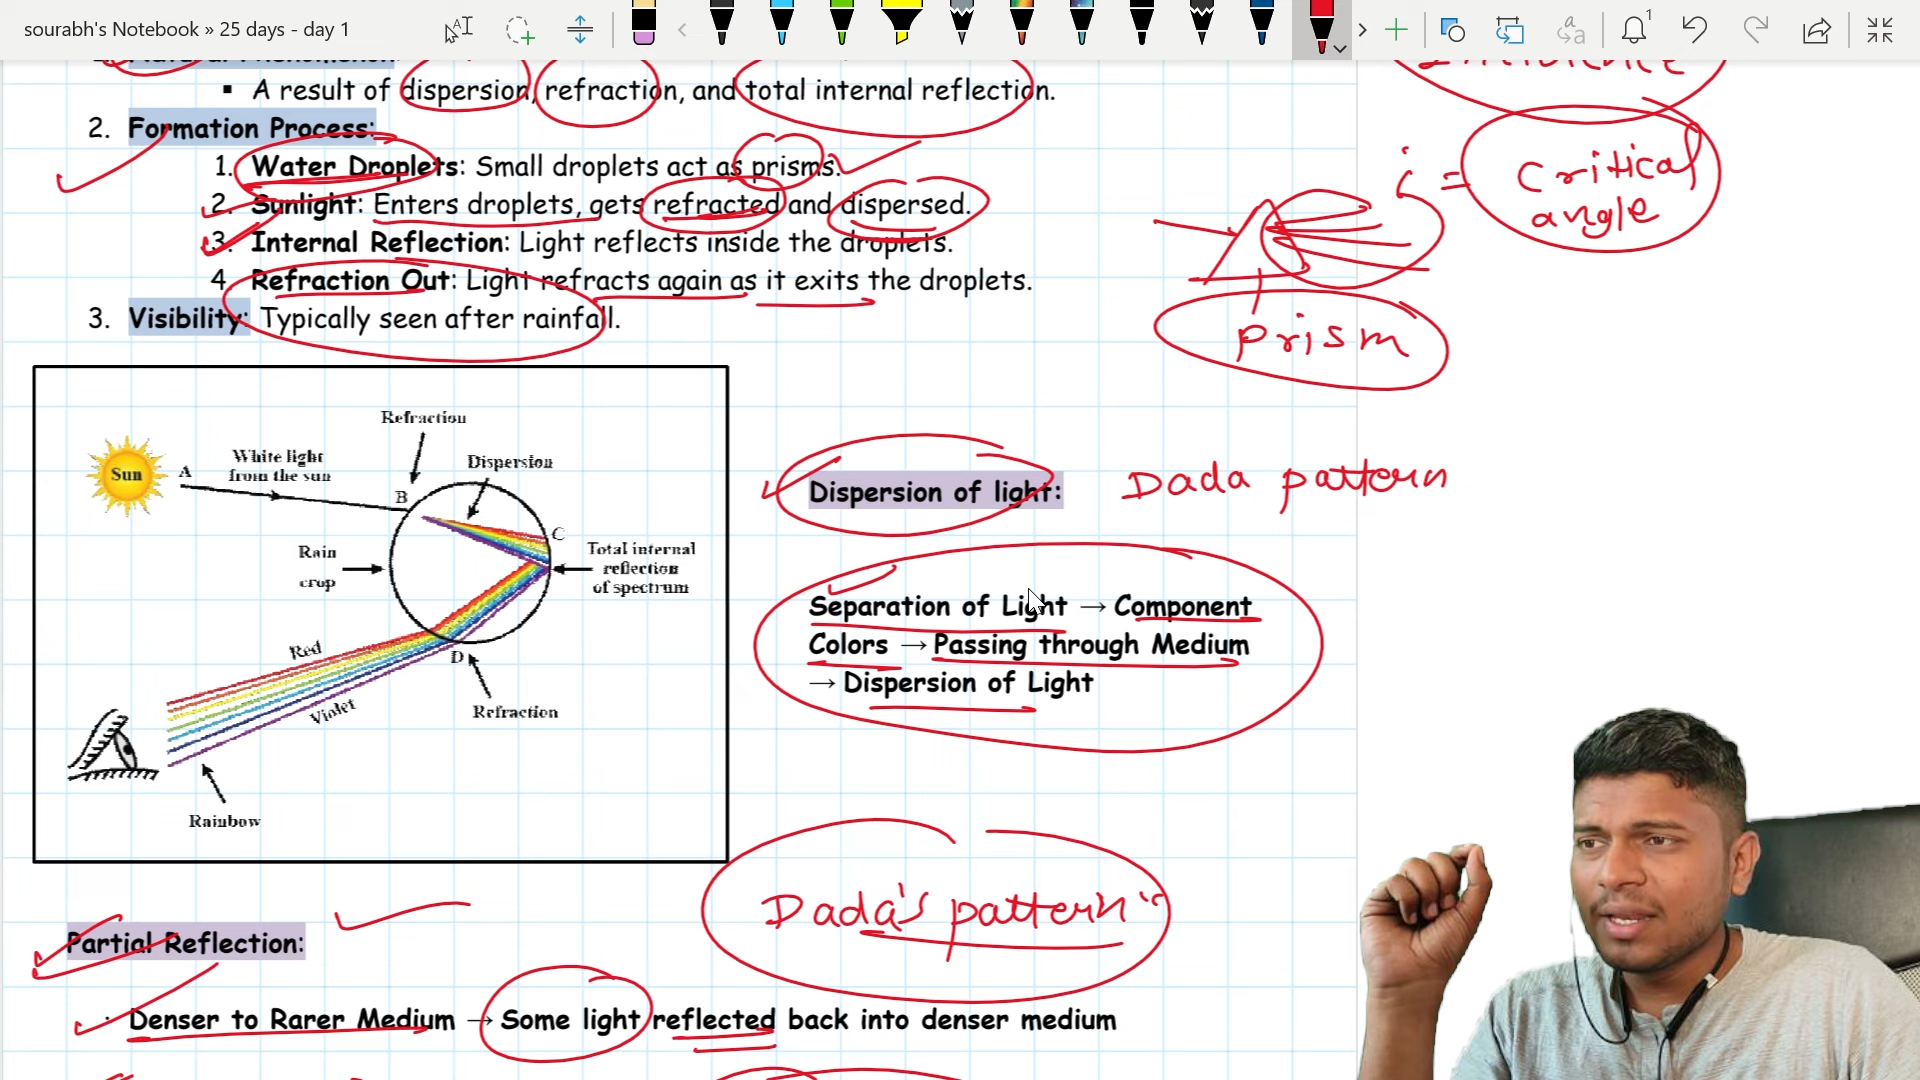 sourabh's Notebook » 25 days - day 1
▪ A result of dispersion, refraction, and total internal reflection.
2. Formation Process:
1. Water Droplets: Small droplets act as prisms.
2. Sunlight: Enters droplets, gets refracted and dispersed.
3. Internal Reflection: Light reflects inside the droplets.
4. Refraction Out: Light refracts again as it exits the droplets.
3. Visibility: Typically seen after rainfall.
i = Critical
angle
Prism
Refraction
Dispersion
White light
from the sun
Sun
A
B
C
Rain
crop
Total internal
reflection
of spectrum
Red
D
Violet
Refraction
Rainbow
Dispersion of light: Dada pattern
Separation of Light → Component
Colors → Passing through Medium
→ Dispersion of Light
Dada's pattern"
Partial Reflection:
· Denser to Rarer Medium → Some light reflected back into denser medium